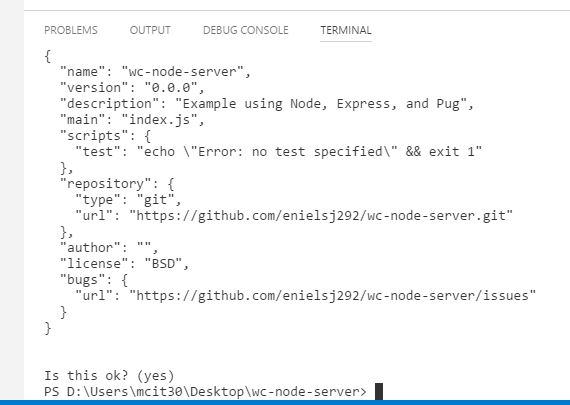 PROBLEMS OUTPUT DEBUG CONSOLE TERMINAL
{
  "name": "wc-node-server",
  "version": "0.0.0",
  "description": "Example using Node, Express, and Pug",
  "main": "index.js",
  "scripts": {
    "test": "echo \"Error: no test specified\" && exit 1"
  },
  "repository": {
    "type": "git",
    "url": "https://github.com/enielsj292/wc-node-server.git"
  },
  "author": "",
  "license": "BSD",
  "bugs": {
    "url": "https://github.com/enielsj292/wc-node-server/issues"
  }
}
Is this ok? (yes)
PS D:\Users\mcit30\Desktop\wc-node-server>